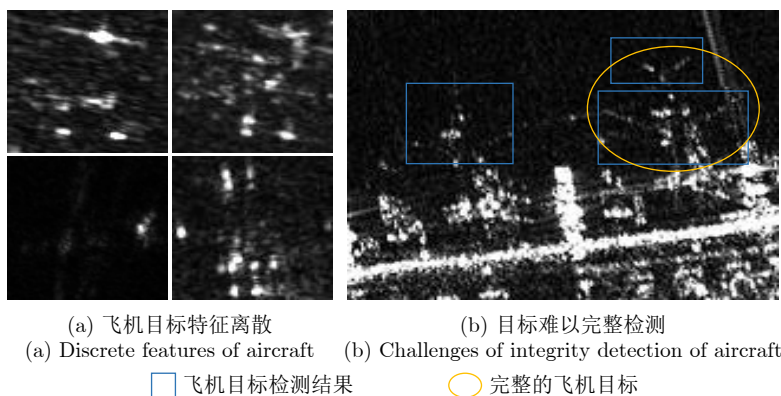 (a) 飞机目标特征离散
(a) Discrete features of aircraft
(b) 目标难以完整检测
(b) Challenges of integrity detection of aircraft
飞机目标检测结果
完整的飞机目标